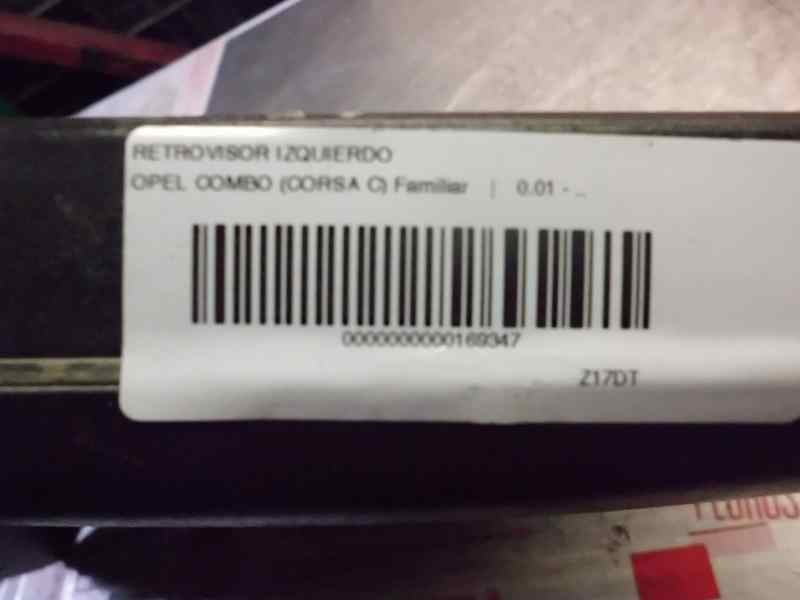 RETROVISOR IZQUIERDO
OPEL COMBO (CORSA C) Familiar | 0.01 - ..
0000000000169347
Z17DT